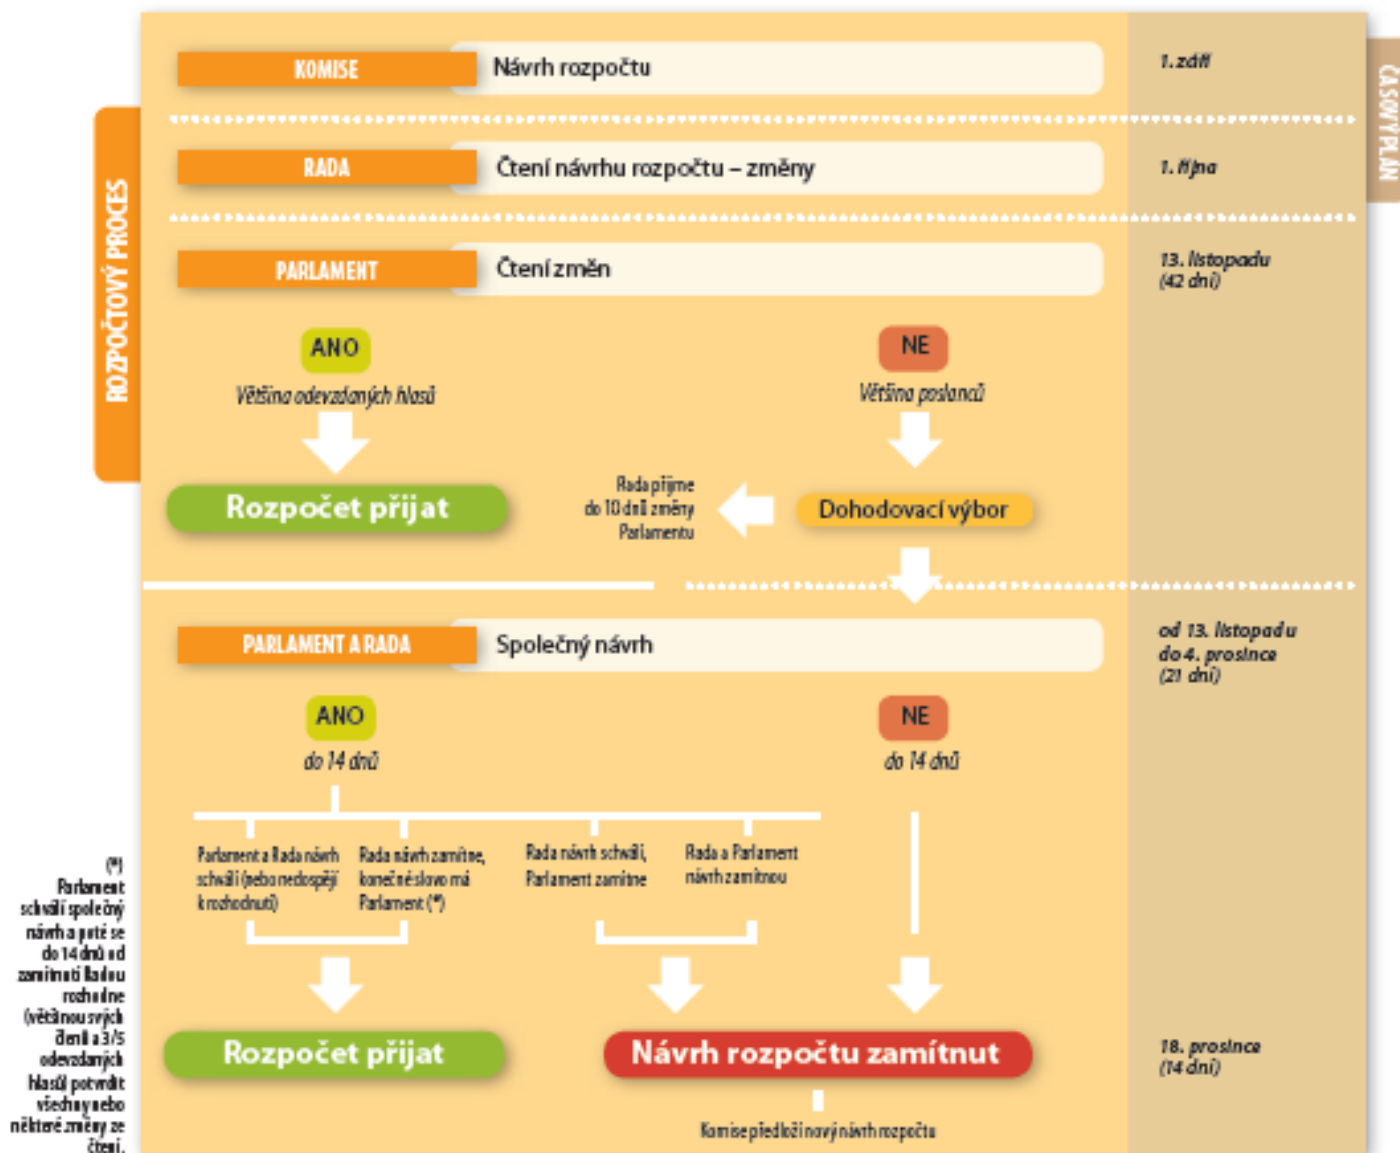 KOMISE
Návrh rozpočtu
1. září
ČASOVÝ PLÁN
ROZPOČTOVÝ PROCES
RADA
Čtení návrhu rozpočtu – změny
1. října
PARLAMENT
Čtení změn
13. listopadu
(42 dní)
ANO
Většina odevzdaných hlasů
NE
Většina poslanců
Rozpočet přijat
Rada přijme
do 10 dnů změny
Parlamentu
Dohodovací výbor
PARLAMENT A RADA
Společný návrh
od 13. listopadu
do 4. prosince
(21 dní)
ANO
do 14 dnů
NE
do 14 dnů
Parlament a Rada návrh
schválí (nebo nedospějí
k rozhodnutí)
Rada návrh zamítne,
konečné slovo má
Parlament (*)
Rada návrh schválí,
Parlament zamítne
Rada a Parlament
návrh zamítnou
(*)
Parlament
schválí společný
návrh a poté se
do 14 dnů od
zamítnutí Radou
rozhodne
(většinou svých
členů a 3/5
odevzdaných
hlasů) potvrdit
všechny nebo
některé změny ze
čtení.
Rozpočet přijat
Návrh rozpočtu zamítnut
18. prosince
(14 dní)
Komise předloží nový návrh rozpočtu